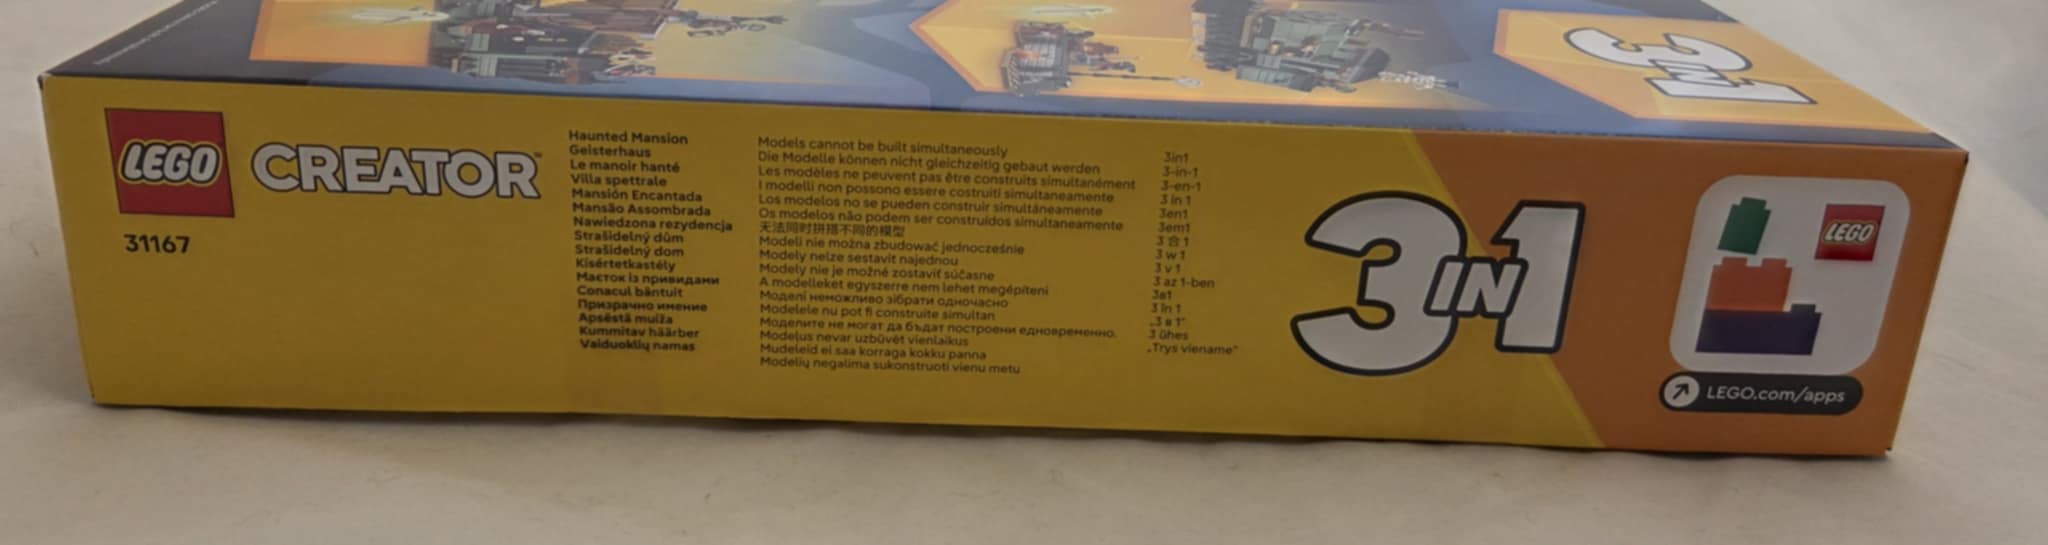 3IN1
LEGO
CREATOR™
31167
Haunted Mansion
Geisterhaus
Le manoir hanté
Villa spettrale
Mansión Encantada
Mansão Assombrada
Nawiedzona rezydencja
Strašidelný dům
Strašidelný dom
Kísértetkastély
Маєток із привидами
Conacul bântuit
Призрачно имение
Apsēstā muiža
Kummitav häärber
Vaiduoklių namas
Models cannot be built simultaneously
Die Modelle können nicht gleichzeitig gebaut werden
Les modèles ne peuvent pas être construits simultanément
I modelli non possono essere costruiti simultaneamente
Los modelos no se pueden construir simultáneamente
Os modelos não podem ser construídos simultaneamente
无法同时拼搭不同的模型
Modeli nie można zbudować jednocześnie
Modely nelze sestavit najednou
Modely nie je možné zostaviť súčasne
A modelleket egyszerre nem lehet megépíteni
Моделі неможливо зібрати одночасно
Modelele nu pot fi construite simultan
Моделите не могат да бъдат построени едновременно.
Modeļus nevar uzbūvēt vienlaikus
Mudeleid ei saa korraga kokku panna
Modelių negalima sukonstruoti vienu metu
3in1
3-in-1
3-en-1
3 in 1
3en1
3em1
3 合 1
3 w 1
3 v 1
3 az 1-ben
3в1
3 în 1
„3 в 1“
3 ühes
„Trys viename“
3IN1
LEGO
LEGO.com/apps